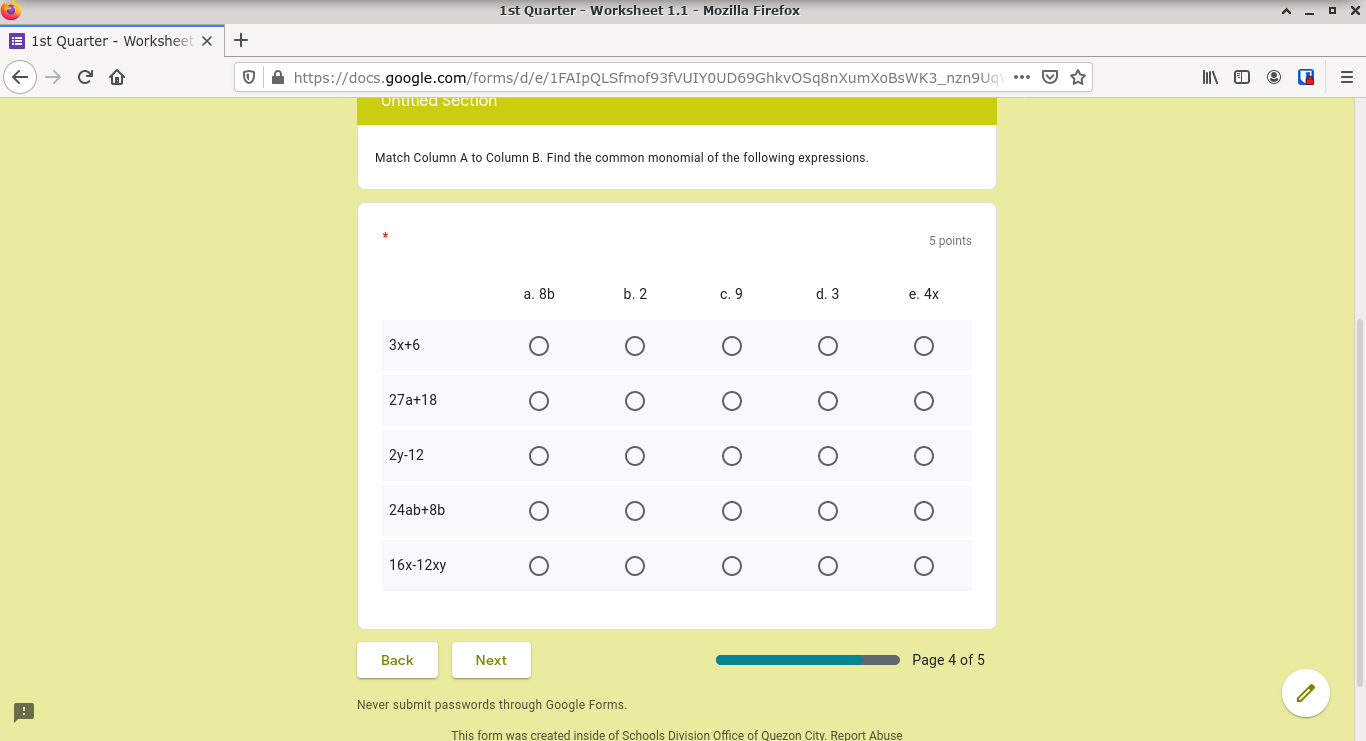 1st Quarter - Worksheet 1.1 - Mozilla Firefox
1st Quarter - Worksheet
https://docs.google.com/forms/d/e/1FAIpQLSfmof93fVUIY0UD69GhkvOSq8nXumXoBsWK3_nzn9Uq
Untitled Section
Match Column A to Column B. Find the common monomial of the following expressions.
*
5 points
a. 8b b. 2 c. 9 d. 3 e. 4x
3x+6
27a+18
2y-12
24ab+8b
16x-12xy
Back Next Page 4 of 5
Never submit passwords through Google Forms.
This form was created inside of Schools Division Office of Quezon City. Report Abuse